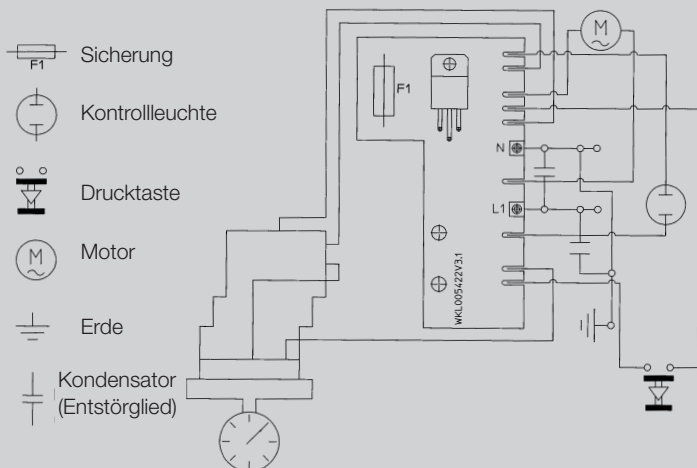 F1
Sicherung
Kontrollleuchte
Drucktaste
M
Motor
Erde
Kondensator
(Entstörglied)
F1
N
L1
WKL005422V3.1
M